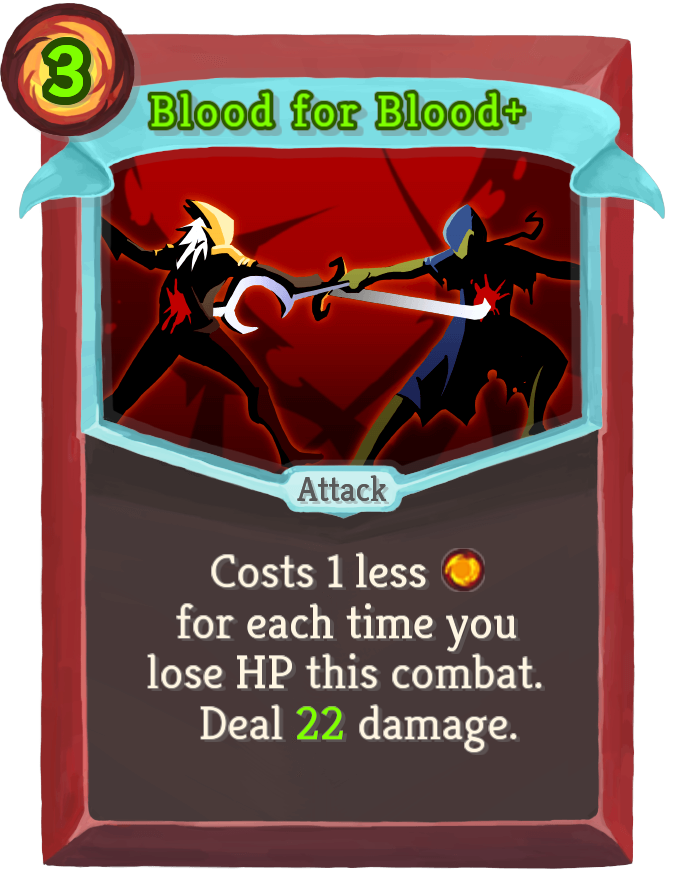 3
Blood for Blood+
Attack
Costs 1 less
for each time you
lose HP this combat.
Deal 22 damage.